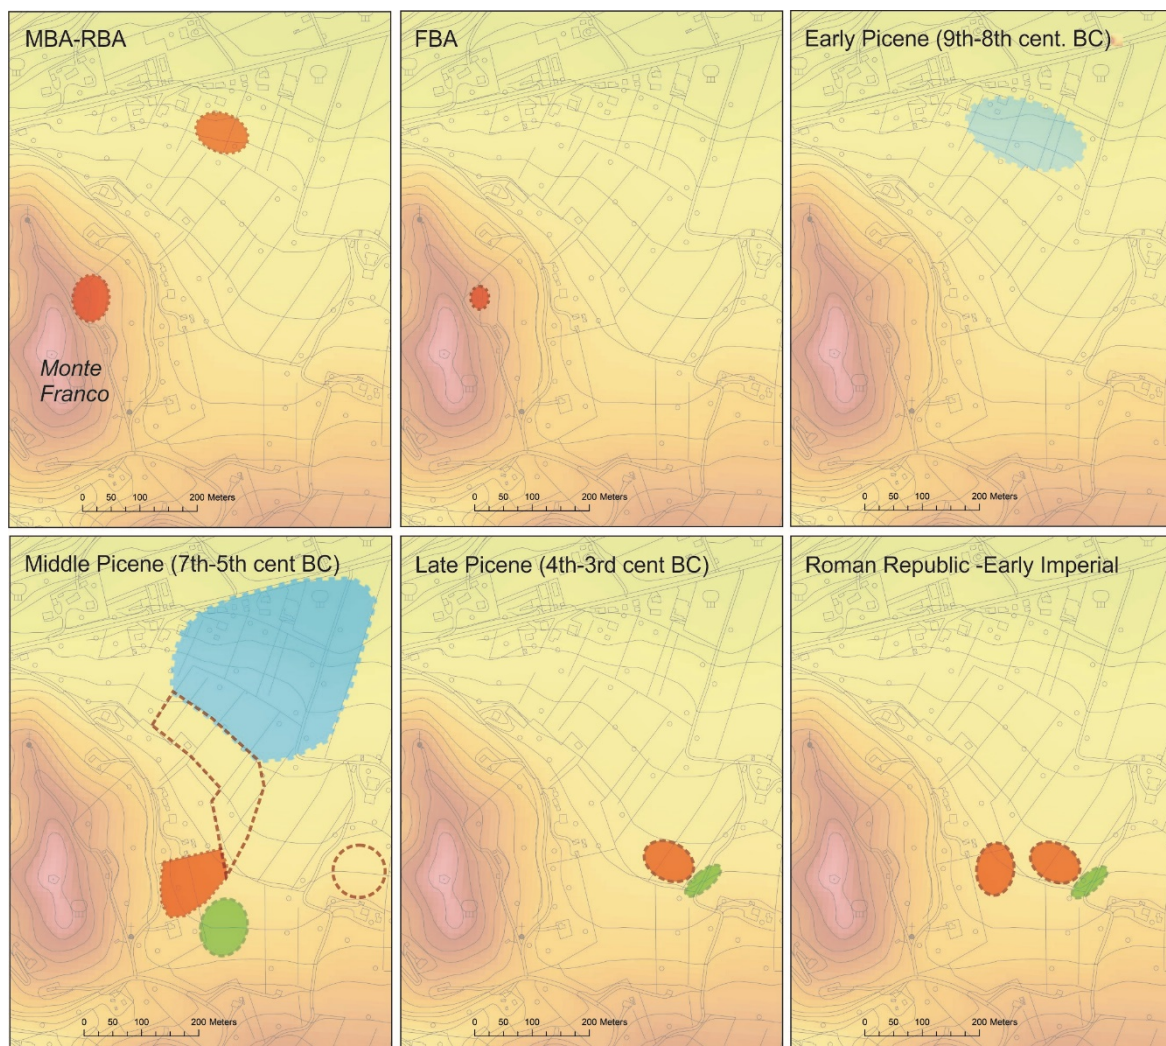 MBA-RBA
Monte
Franco
0 50 100 200 Meters
FBA
0 50 100 200 Meters
Early Picene (9th-8th cent. BC)
0 50 100 200 Meters
Middle Picene (7th-5th cent BC)
0 50 100 200 Meters
Late Picene (4th-3rd cent BC)
0 50 100 200 Meters
Roman Republic -Early Imperial
0 50 100 200 Meters